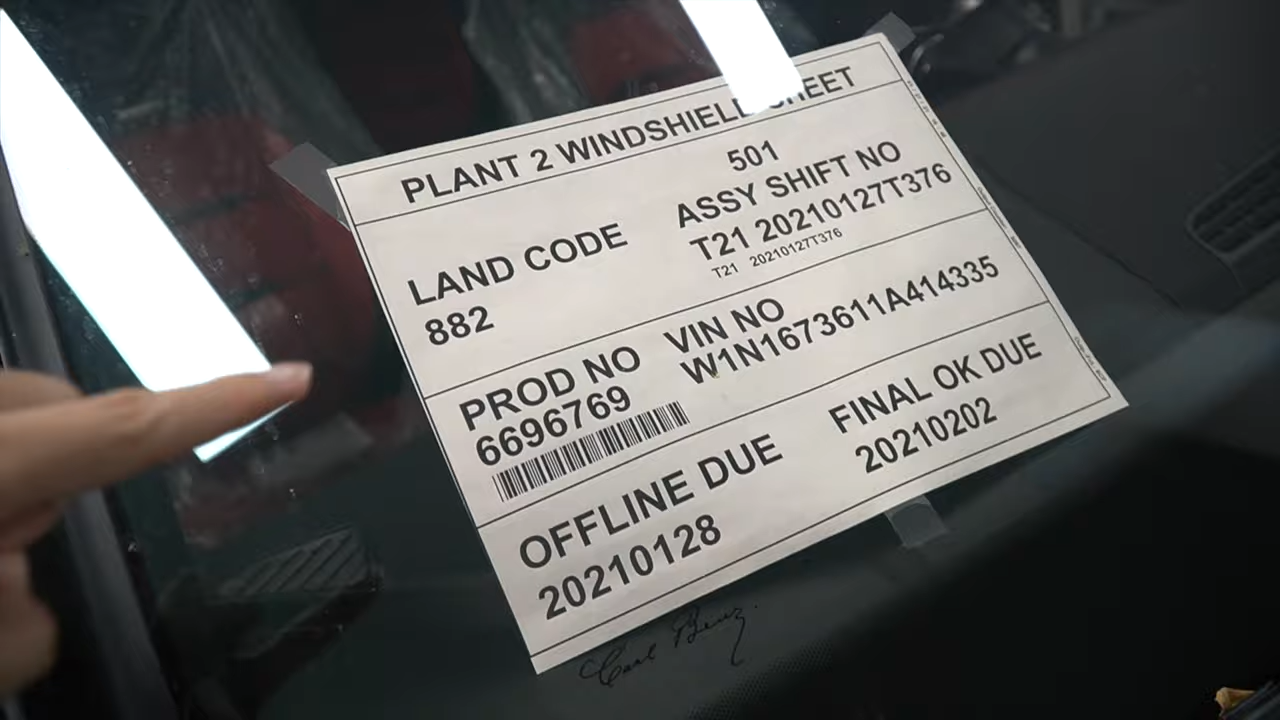 PLANT 2 WINDSHIELD SHEET
501
LAND CODE
882
ASSY SHIFT NO
T21 20210127T376
T21 20210127T376
PROD NO
6696769
VIN NO
W1N1673611A414335
OFFLINE DUE
20210128
FINAL OK DUE
20210202
Carl Benz